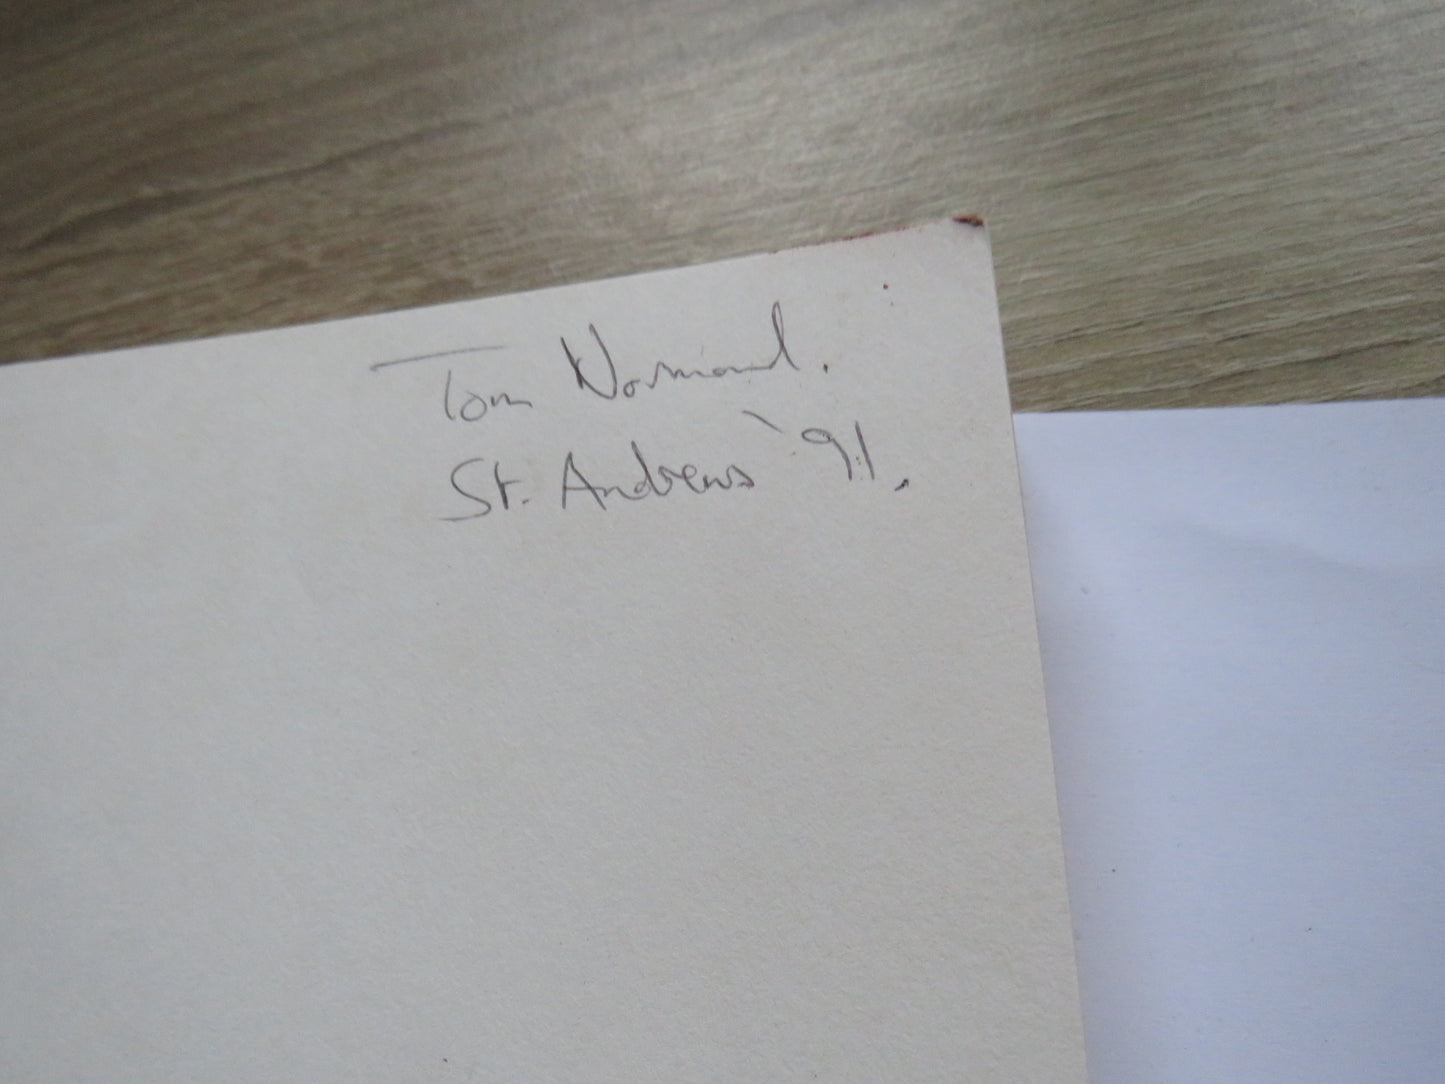 Tom Normand.
St. Andrews '91.